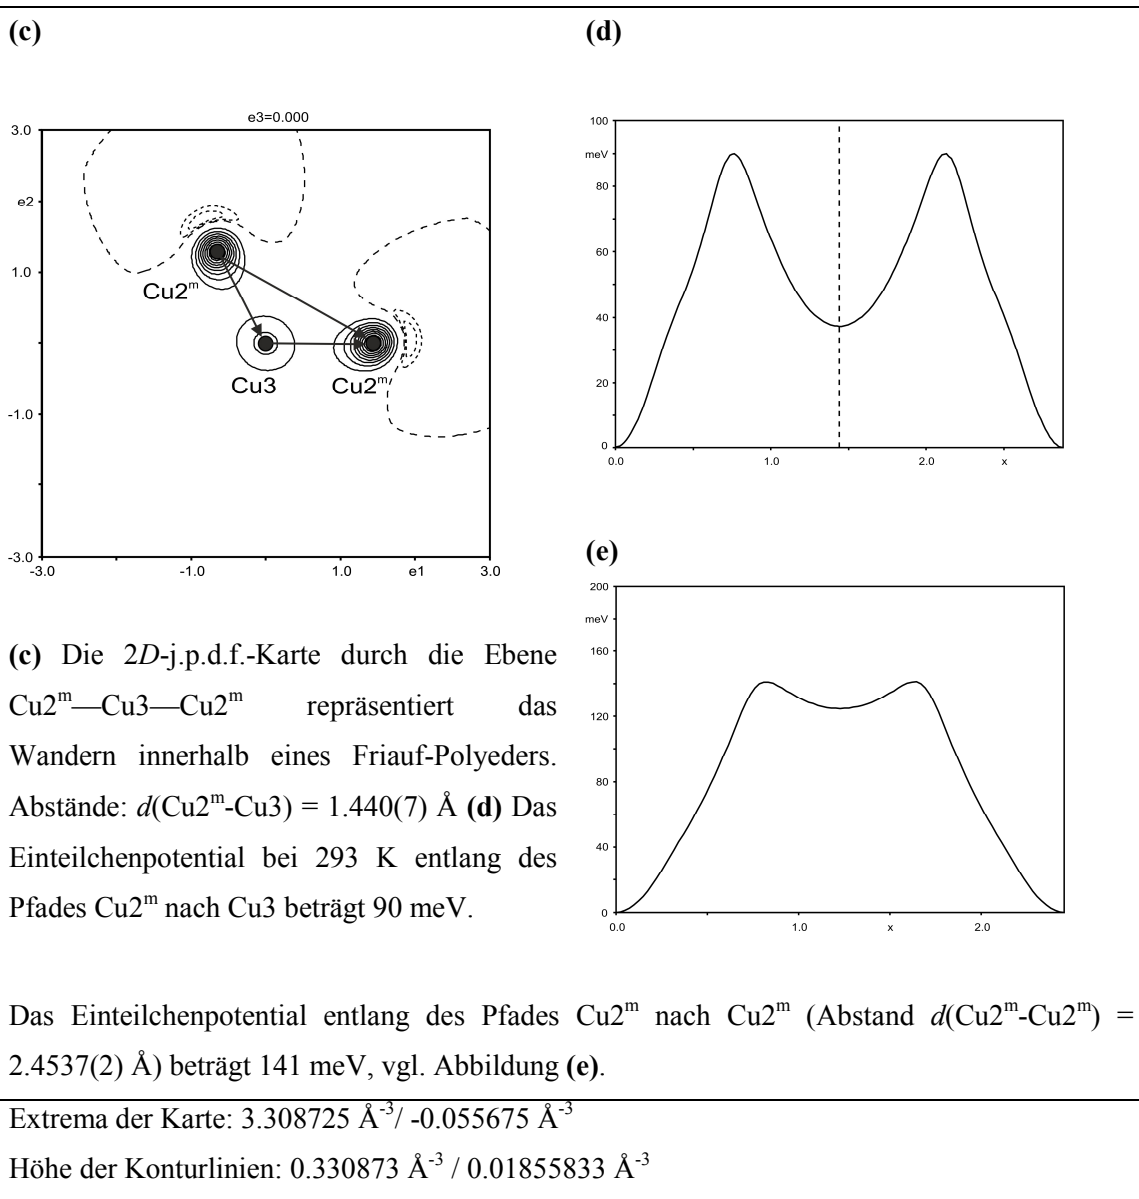 (c)
(d)
e3=0.000
3.0
e2
1.0
-1.0
-3.0
-3.0
-1.0
1.0
e1
3.0
Cu2ᵐ
Cu3
Cu2ᵐ
100
meV
80
60
40
20
0
0.0
1.0
2.0
x
(e)
200
meV
160
120
80
40
0
0.0
1.0
x
2.0
(c) Die 2D-j.p.d.f.-Karte durch die Ebene
Cu2ᵐ—Cu3—Cu2ᵐ repräsentiert das
Wandern innerhalb eines Friauf-Polyeders.
Abstände: d(Cu2ᵐ-Cu3) = 1.440(7) Å (d) Das
Einteilchenpotential bei 293 K entlang des
Pfades Cu2ᵐ nach Cu3 beträgt 90 meV.
Das Einteilchenpotential entlang des Pfades Cu2ᵐ nach Cu2ᵐ (Abstand d(Cu2ᵐ-Cu2ᵐ) =
2.4537(2) Å) beträgt 141 meV, vgl. Abbildung (e).
Extrema der Karte: 3.308725 Å⁻³/ -0.055675 Å⁻³
Höhe der Konturlinien: 0.330873 Å⁻³ / 0.01855833 Å⁻³